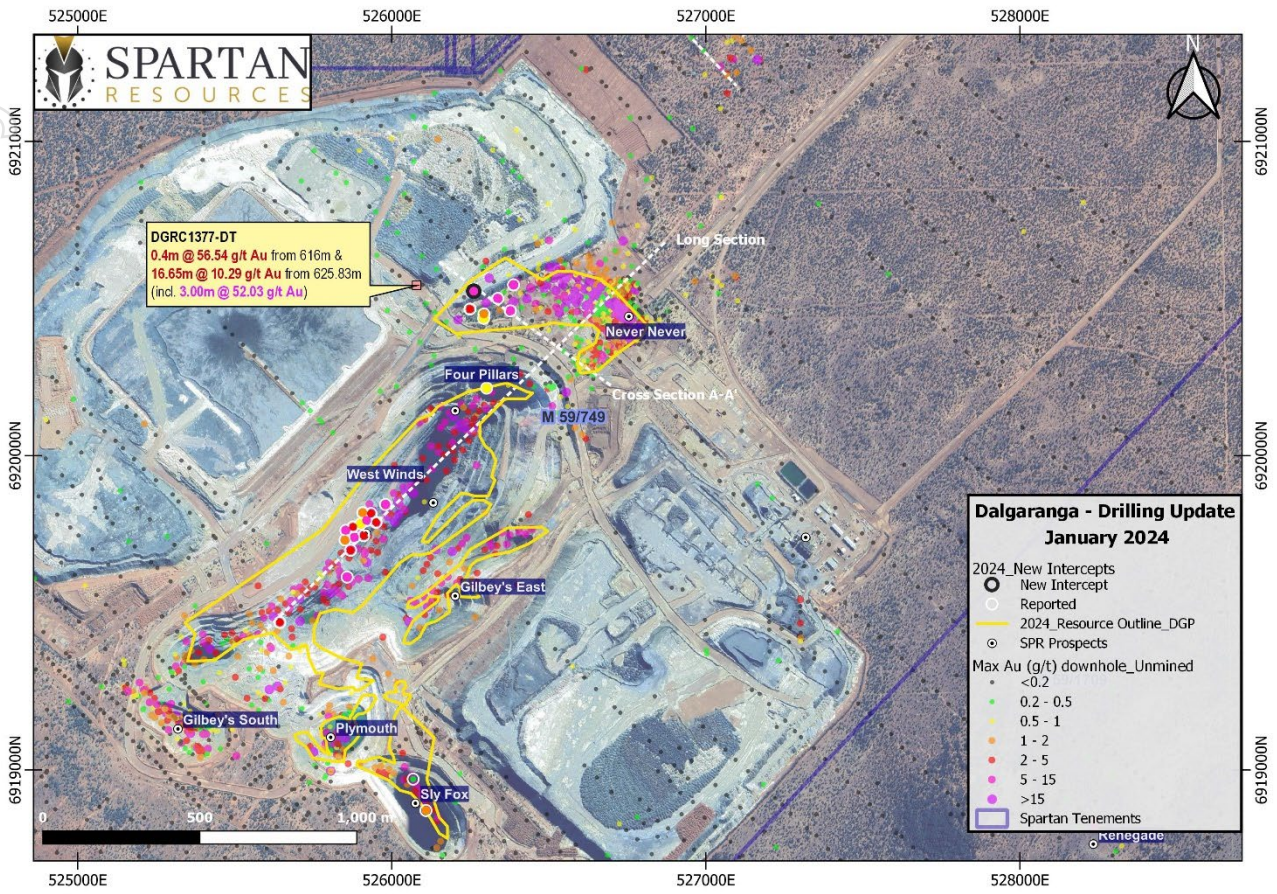 525000E
526000E
527000E
528000E
SPARTAN
RESOURCES
N
6921000N
6921000N
DGRC1377-DT
0.4m @ 56.54 g/t Au from 616m &
16.65m @ 10.29 g/t Au from 625.83m
(incl. 3.00m @ 52.03 g/t Au)
Long Section
Never Never
Four Pillars
Cross Section A-A'
M 59/749
6920000N
6920000N
West Winds
Gilbey's East
Gilbey's South
Plymouth
Sly Fox
6919000N
6919000N
Dalgaranga - Drilling Update
January 2024
2024_New Intercepts
New Intercept
Reported
2024_Resource Outline_DGP
SPR Prospects
Max Au (g/t) downhole_Unmined
<0.2
0.2 - 0.5
0.5 - 1
1 - 2
2 - 5
5 - 15
>15
Spartan Tenements
Renegade
0
500
1,000 m
525000E
526000E
527000E
528000E